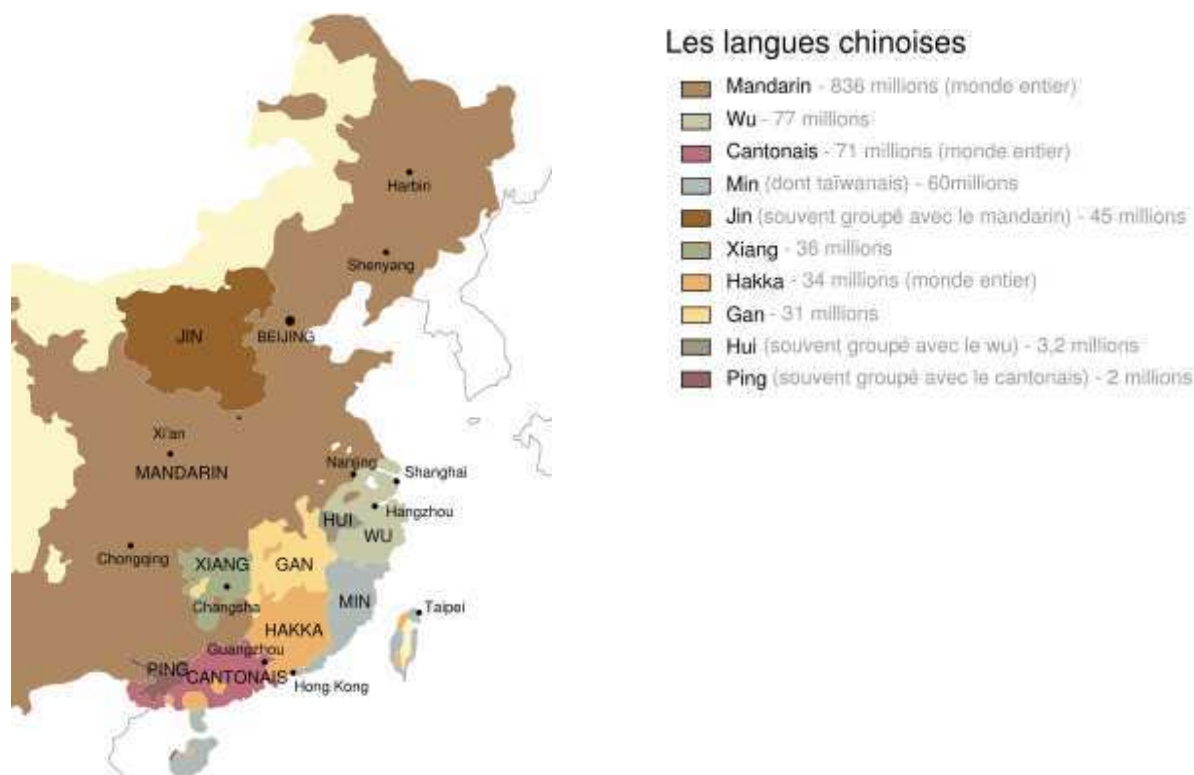 Les langues chinoises
Mandarin - 836 millions (monde entier)
Wu - 77 millions
Cantonais - 71 millions (monde entier)
Min (dont taïwanais) - 60millions
Jin (souvent groupé avec le mandarin) - 45 millions
Xiang - 36 millions
Hakka - 34 millions (monde entier)
Gan - 31 millions
Hui (souvent groupé avec le wu) - 3,2 millions
Ping (souvent groupé avec le cantonais) - 2 millions
Harbin
Shenyang
JIN
BEIJING
Xi'an
MANDARIN
Nanjing
Shanghai
Hangzhou
HUI
WU
Chongqing
XIANG
GAN
Changsha
MIN
Taipei
HAKKA
Guangzhou
PING
CANTONAIS
Hong Kong